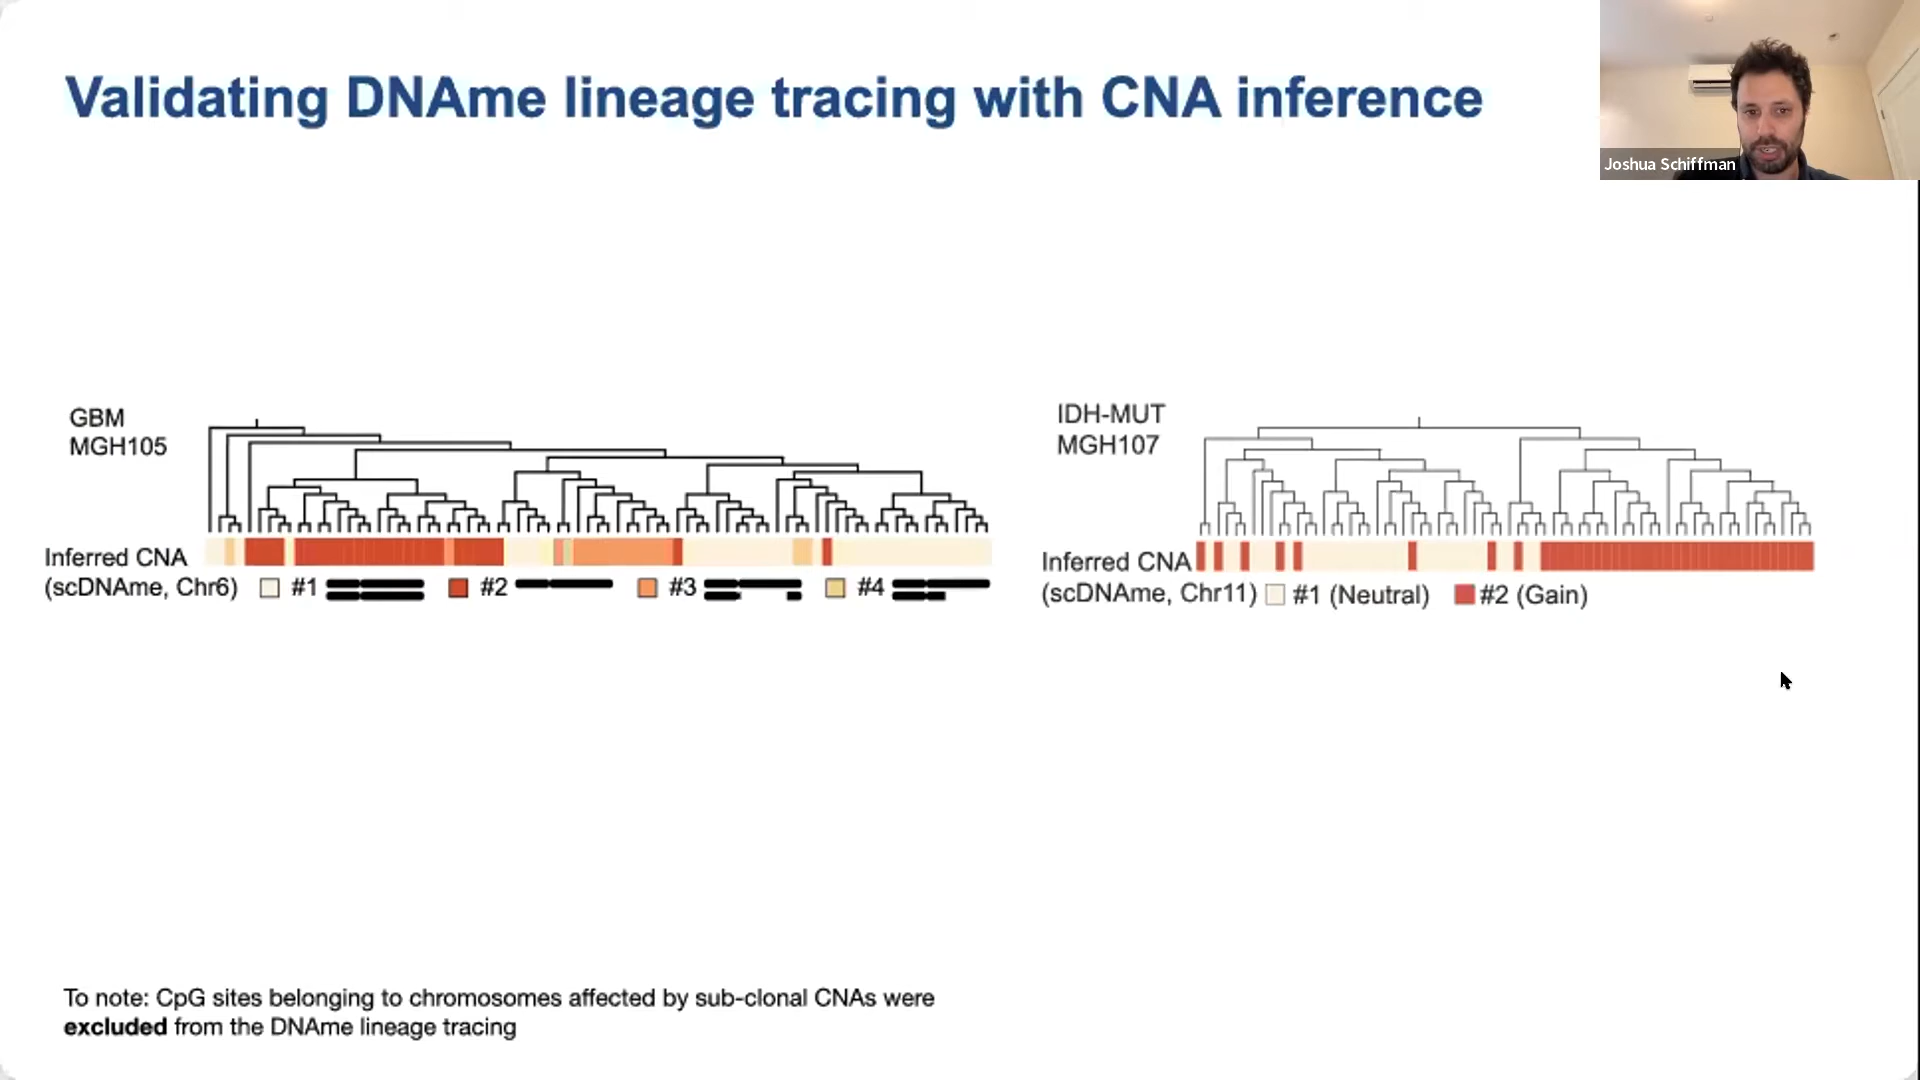 Validating DNAme lineage tracing with CNA inference
Joshua Schiffman
GBM
MGH105
Inferred CNA
(scDNAme, Chr6) #1 #2 #3 #4
IDH-MUT
MGH107
Inferred CNA
(scDNAme, Chr11) #1 (Neutral) #2 (Gain)
To note: CpG sites belonging to chromosomes affected by sub-clonal CNAs were
excluded from the DNAme lineage tracing